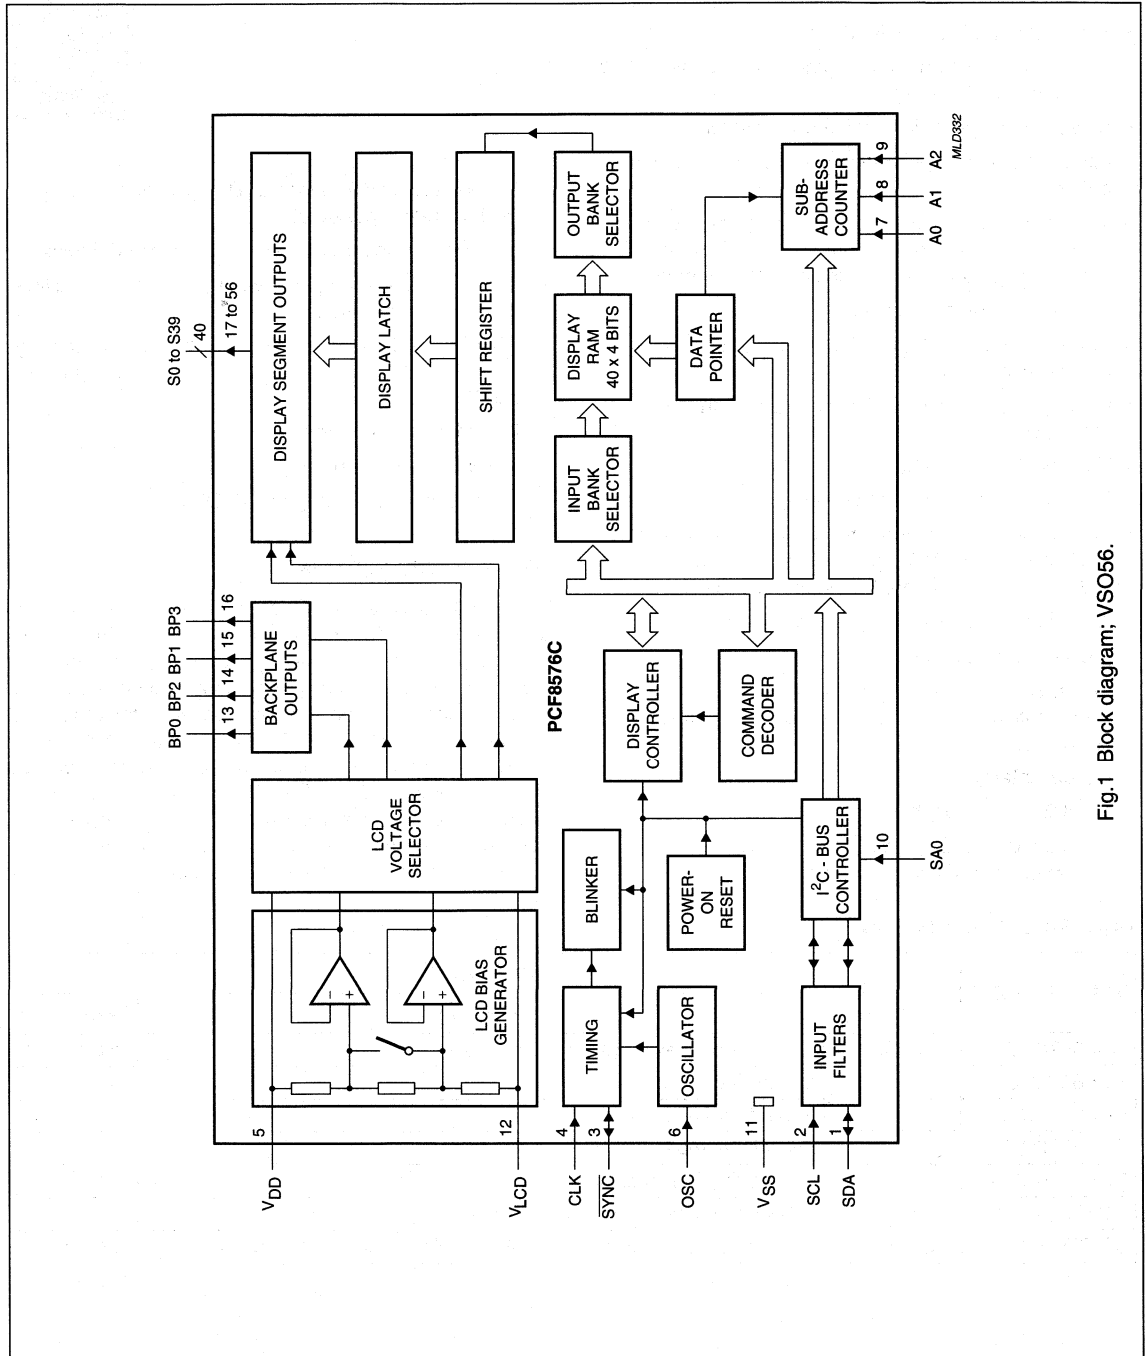 S0 to S39
40
17 to 56
DISPLAY SEGMENT OUTPUTS
DISPLAY LATCH
SHIFT REGISTER
BP0 BP2 BP1 BP3
13 14 15 16
BACKPLANE
OUTPUTS
LCD
VOLTAGE
SELECTOR
LCD BIAS
GENERATOR
−
+
−
+
5
VDD
12
VLCD
PCF8576C
INPUT
BANK
SELECTOR
DISPLAY
RAM
40 x 4 BITS
OUTPUT
BANK
SELECTOR
DISPLAY
CONTROLLER
COMMAND
DECODER
DATA
POINTER
BLINKER
TIMING
4
CLK
3
SYNC
OSCILLATOR
6
OSC
POWER-
ON
RESET
11
VSS
INPUT
FILTERS
2
SCL
1
SDA
I2C - BUS
CONTROLLER
10
SA0
SUB-
ADDRESS
COUNTER
7 8 9
A0 A1 A2
MLD332
Fig.1 Block diagram; VSO56.